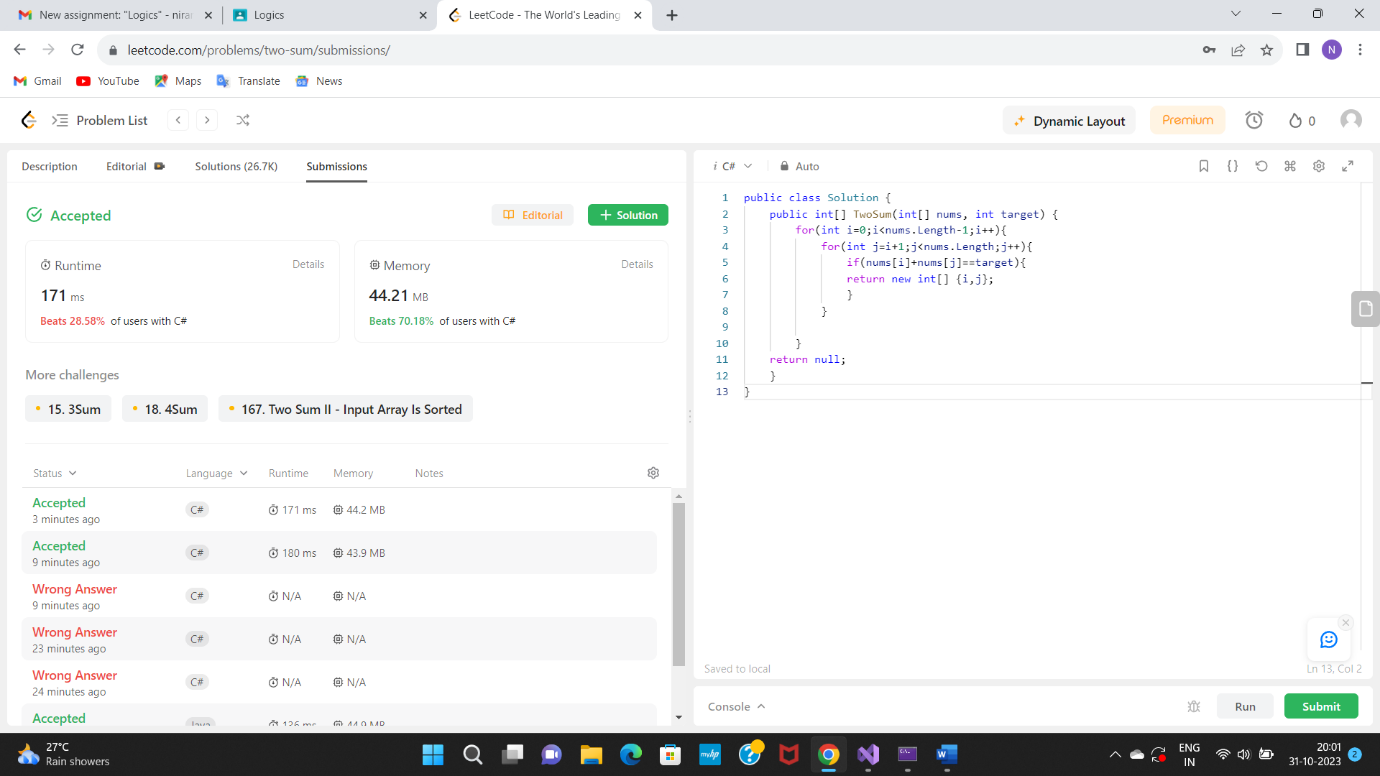 New assignment: "Logics" - nira
Logics
LeetCode - The World's Leading
leetcode.com/problems/two-sum/submissions/
N
Gmail
YouTube
Maps
Translate
News
Problem List
Dynamic Layout
Premium
0
Description
Editorial
Solutions (26.7K)
Submissions
Accepted
Editorial
+ Solution
Runtime
Details
171 ms
Beats 28.58% of users with C#
Memory
Details
44.21 MB
Beats 70.18% of users with C#
More challenges
15. 3Sum
18. 4Sum
167. Two Sum II - Input Array Is Sorted
Status Language Runtime Memory Notes
Accepted
3 minutes ago
C# 171 ms 44.2 MB
Accepted
9 minutes ago
C# 180 ms 43.9 MB
Wrong Answer
9 minutes ago
C# N/A N/A
Wrong Answer
23 minutes ago
C# N/A N/A
Wrong Answer
24 minutes ago
C# N/A N/A
Accepted
Java 136 ms 44.9 MB
i C# Auto
1 public class Solution {
2 public int[] TwoSum(int[] nums, int target) {
3 for(int i=0;i<nums.Length-1;i++){
4 for(int j=i+1;j<nums.Length;j++){
5 if(nums[i]+nums[j]==target){
6 return new int[] {i,j};
7 }
8 }
9
10 }
11 return null;
12 }
13 }
Saved to local
Ln 13, Col 2
Console
Run
Submit
27°C
Rain showers
myhp
ENG
IN
20:01
31-10-2023
2